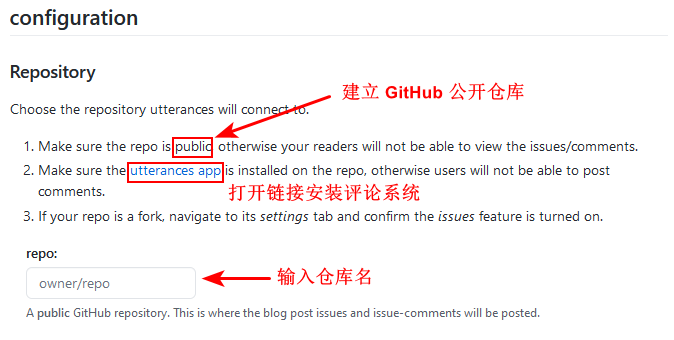 configuration
Repository
建立 GitHub 公开仓库
Choose the repository utterances will connect to.
1. Make sure the repo is public, otherwise your readers will not be able to view the issues/comments.
2. Make sure the utterances app is installed on the repo, otherwise users will not be able to post
comments.
打开链接安装评论系统
3. If your repo is a fork, navigate to its settings tab and confirm the issues feature is turned on.
repo:
owner/repo
输入仓库名
A public GitHub repository. This is where the blog post issues and issue-comments will be posted.